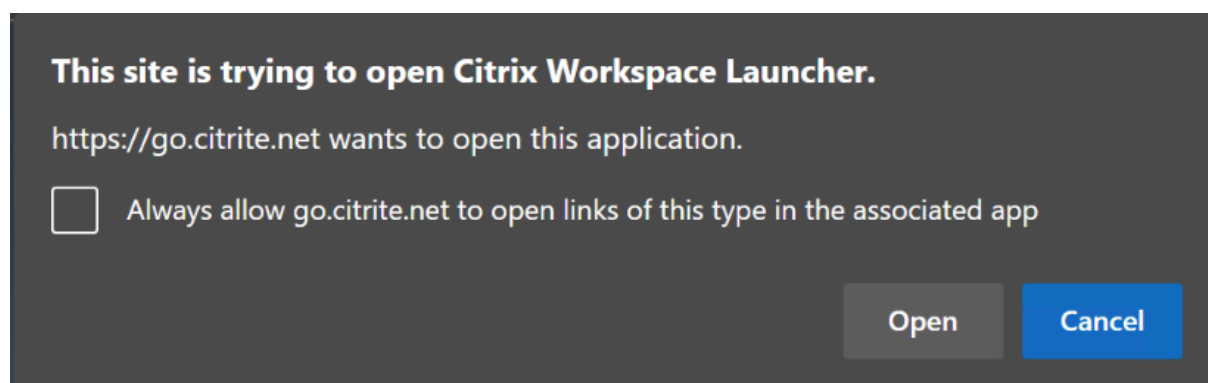 This site is trying to open Citrix Workspace Launcher.
https://go.citrite.net wants to open this application.
Always allow go.citrite.net to open links of this type in the associated app
Open Cancel